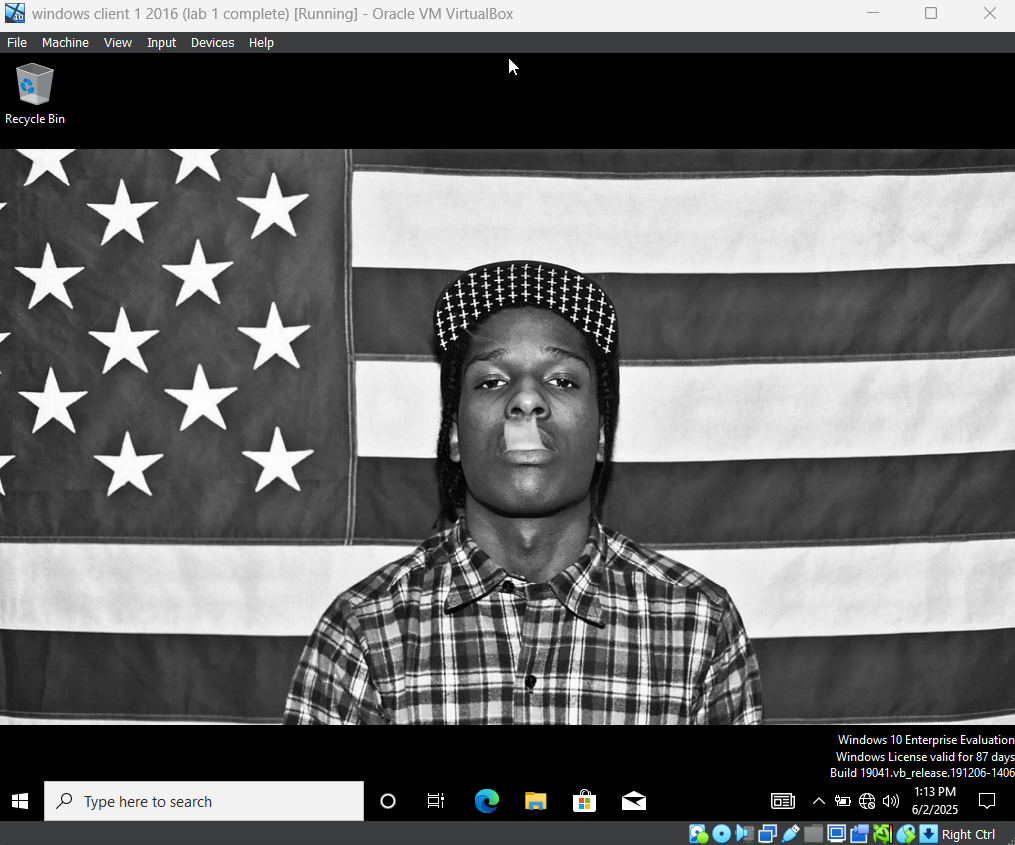 windows client 1 2016 (lab 1 complete) [Running] - Oracle VM VirtualBox
File Machine View Input Devices Help
Recycle Bin
Windows 10 Enterprise Evaluation
Windows License valid for 87 days
Build 19041.vb_release.191206-1406
Type here to search
1:13 PM
6/2/2025
Right Ctrl